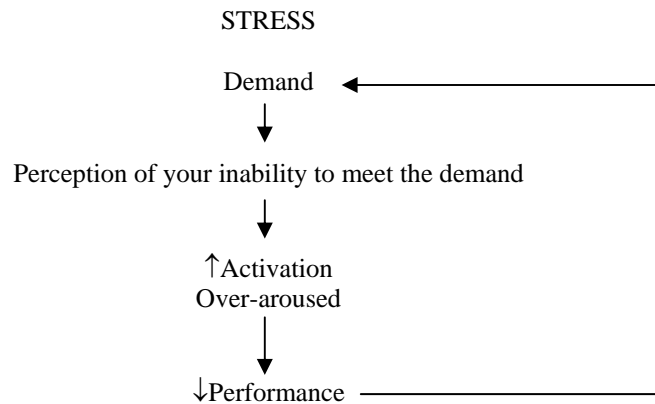 STRESS
Demand
Perception of your inability to meet the demand
↑Activation
Over-aroused
↓Performance